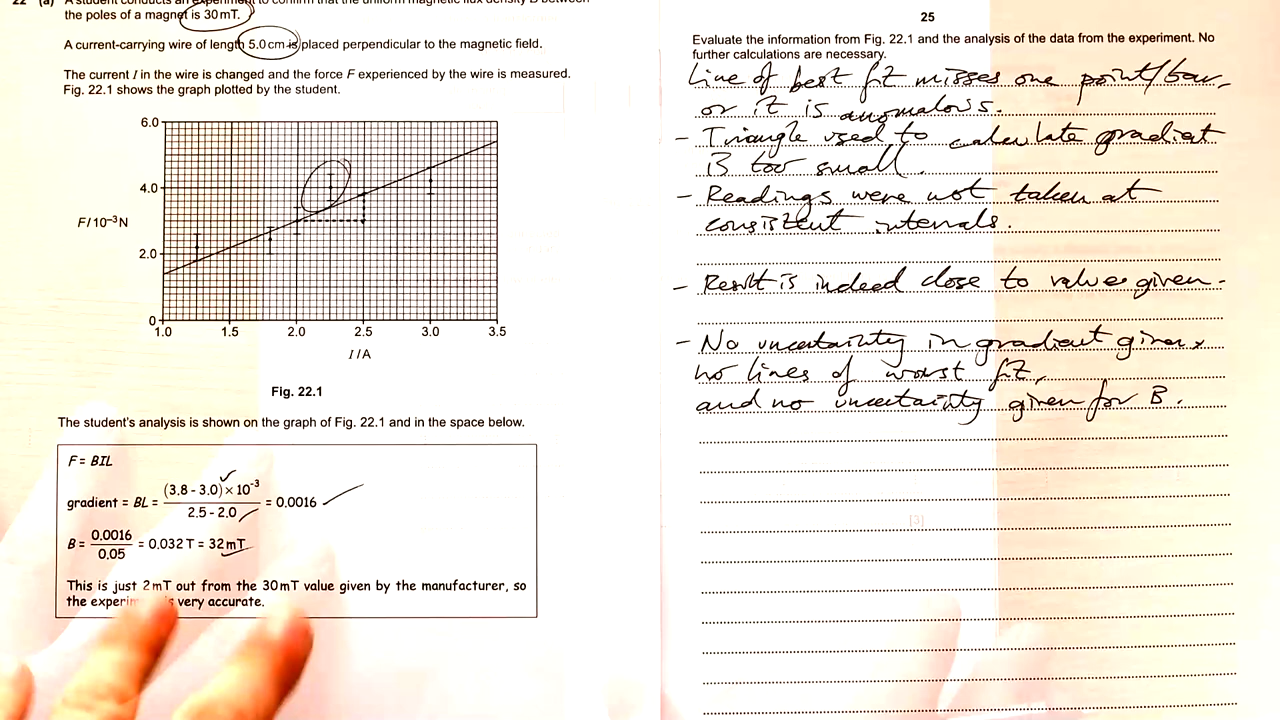 22 (a) A student conducts an experiment to confirm that the uniform magnetic flux density B between
the poles of a magnet is 30 mT.
A current-carrying wire of length 5.0 cm is placed perpendicular to the magnetic field.
The current I in the wire is changed and the force F experienced by the wire is measured.
Fig. 22.1 shows the graph plotted by the student.
6.0
4.0
F/10⁻³N
2.0
0
1.0 1.5 2.0 2.5 3.0 3.5
I/A
Fig. 22.1
The student's analysis is shown on the graph of Fig. 22.1 and in the space below.
F = BIL
gradient = BL = (3.8 - 3.0) × 10⁻³ / 2.5 - 2.0 = 0.0016
B = 0.0016 / 0.05 = 0.032 T = 32 mT
This is just 2 mT out from the 30 mT value given by the manufacturer, so
the experim s very accurate.
25
Evaluate the information from Fig. 22.1 and the analysis of the data from the experiment. No
further calculations are necessary.
Line of best fit misses one point/bar,
or it is anomalous.
- Triangle used to calculate gradient
is too small.
- Readings were not taken at
consistent intervals.
- Result is indeed close to value given.
- No uncertainty in gradient given,
no lines of worst fit,
and no uncertainty given for B.
[3]